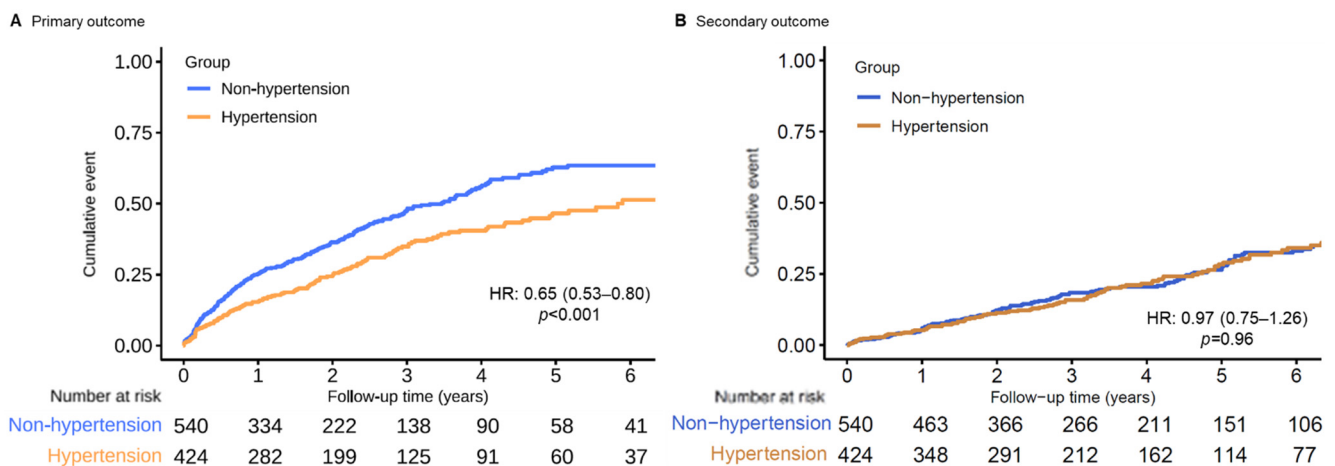 A Primary outcome
1.00
0.75
0.50
0.25
0.00
Cumulative event
Group
Non-hypertension
Hypertension
HR: 0.65 (0.53–0.80)
p<0.001
0 1 2 3 4 5 6
Follow-up time (years)
Number at risk
Non-hypertension 540 334 222 138 90 58 41
Hypertension 424 282 199 125 91 60 37
B Secondary outcome
1.00
0.75
0.50
0.25
0.00
Cumulative event
Group
Non−hypertension
Hypertension
HR: 0.97 (0.75–1.26)
p=0.96
0 1 2 3 4 5 6
Follow−up time (years)
Number at risk
Non−hypertension 540 463 366 266 211 151 106
Hypertension 424 348 291 212 162 114 77